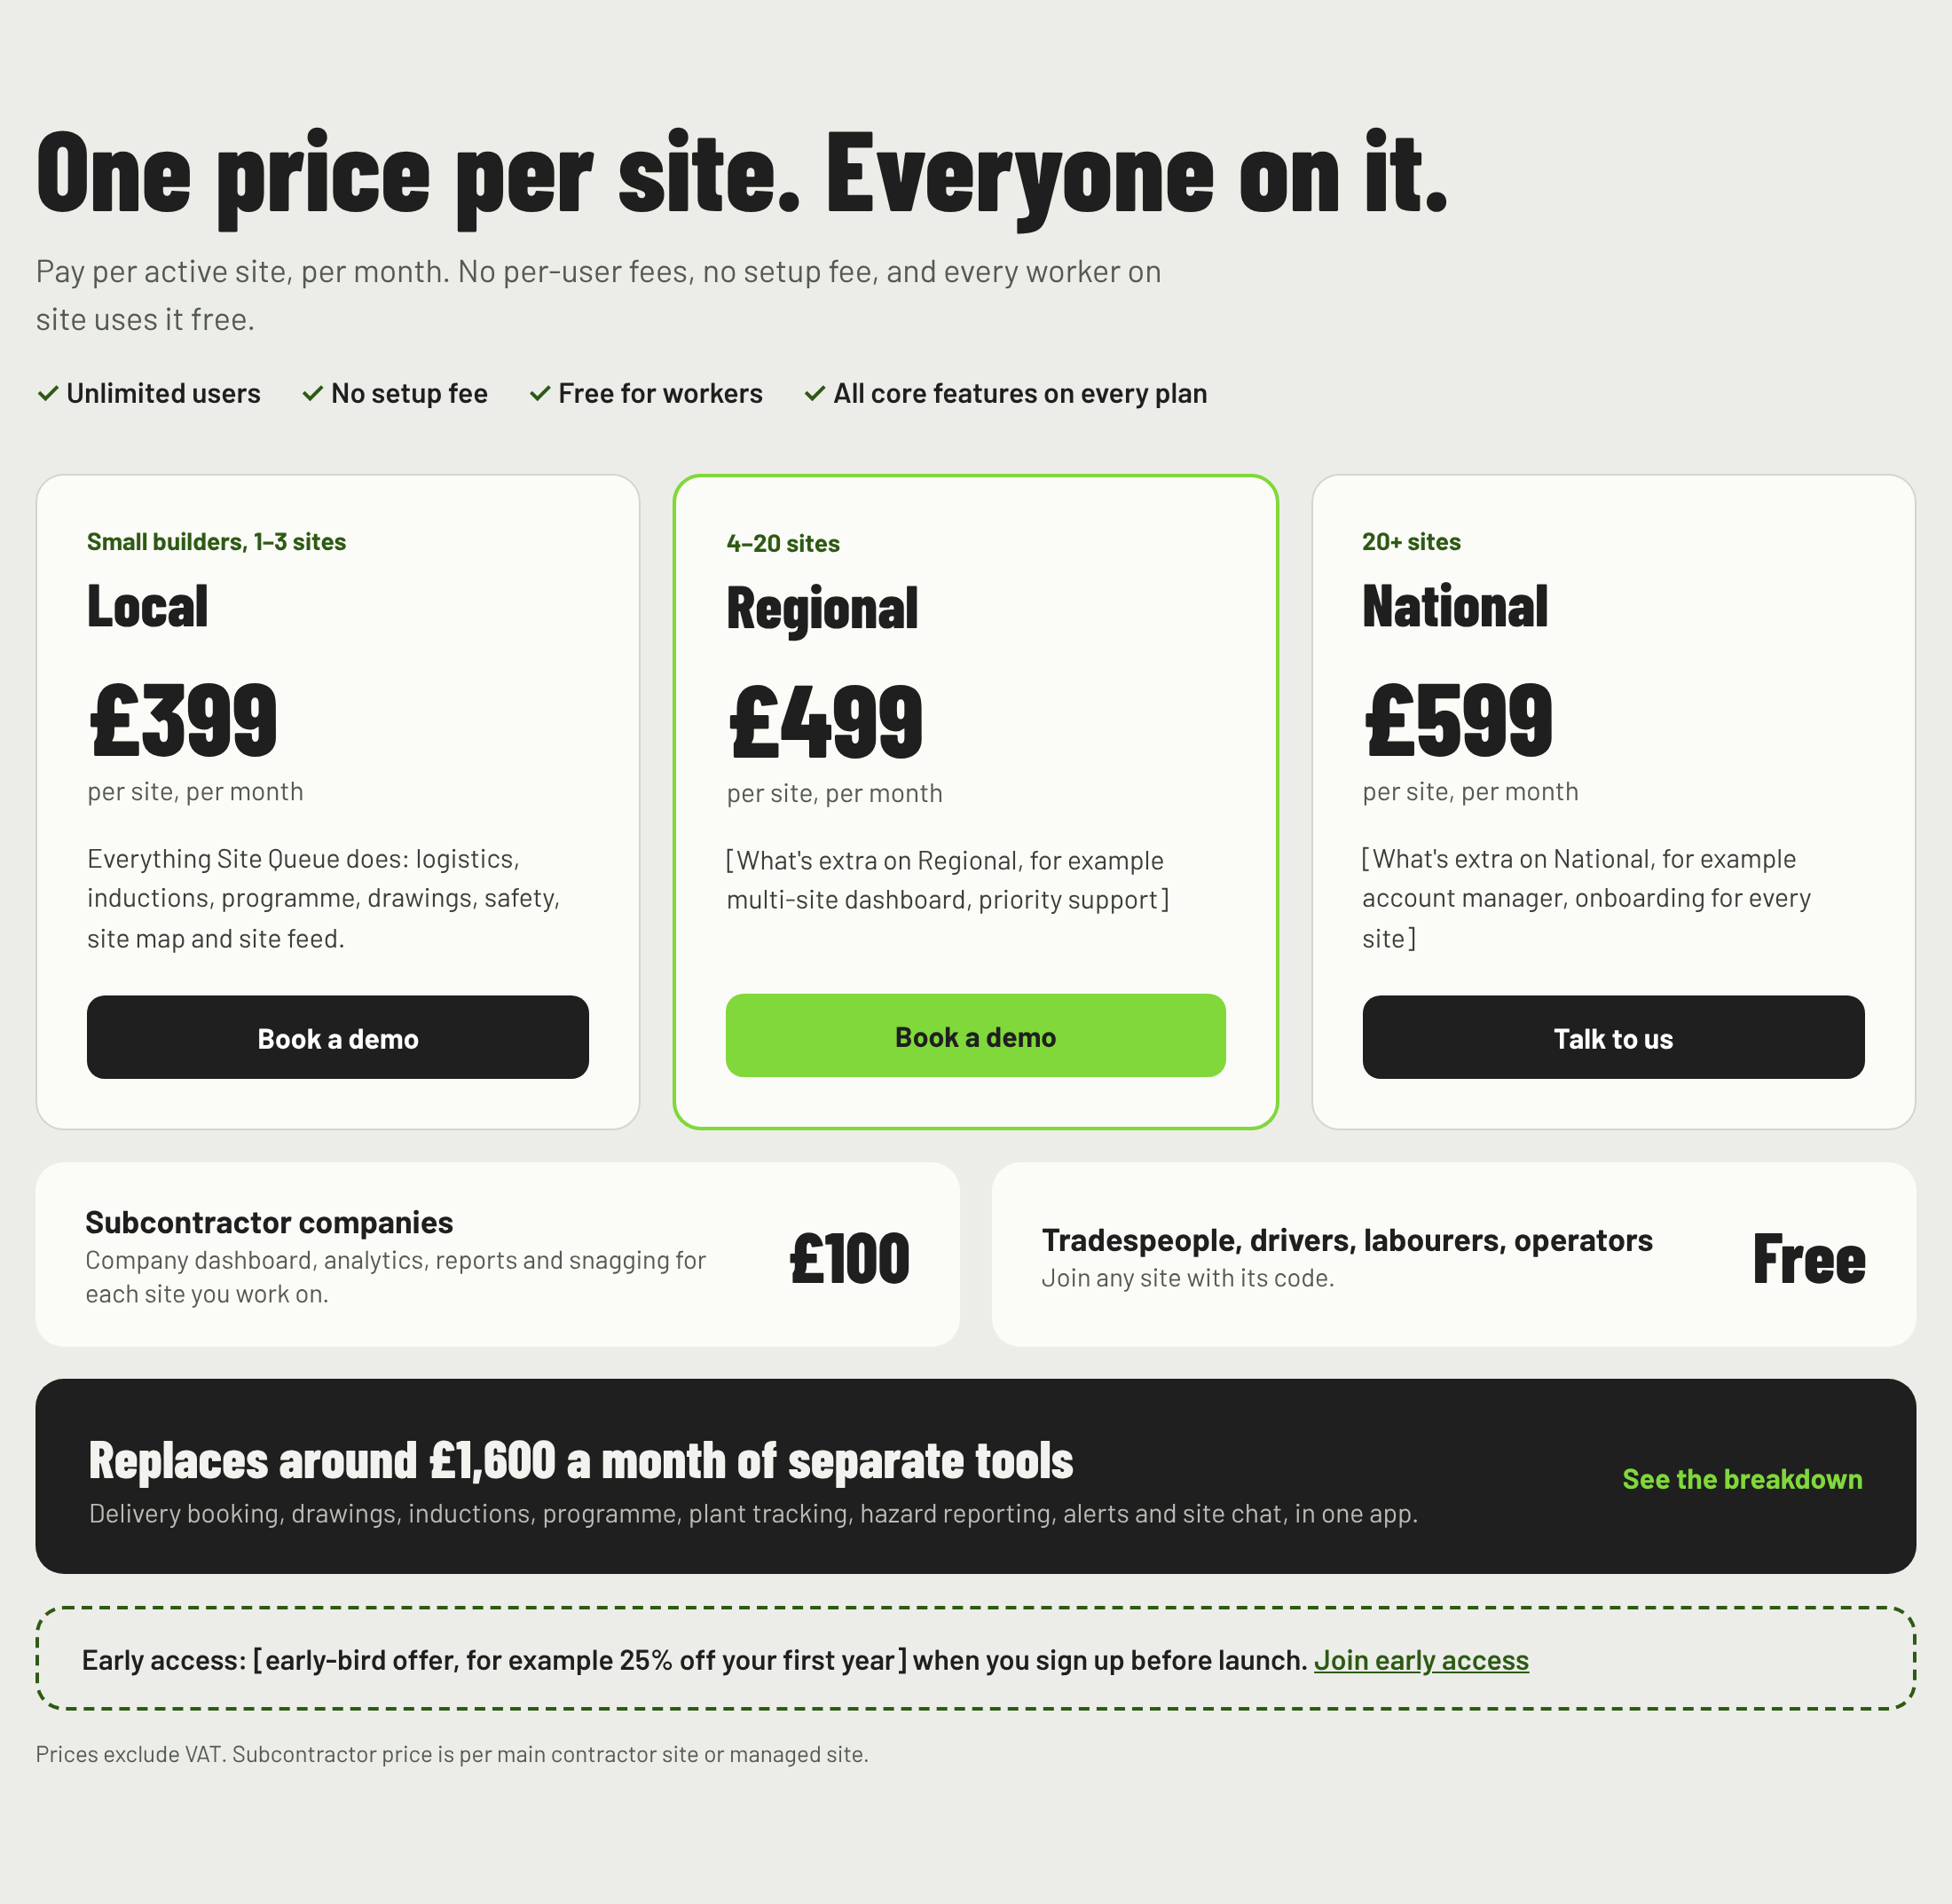 One price per site. Everyone on it.
Pay per active site, per month. No per-user fees, no setup fee, and every worker on
site uses it free.
Unlimited users
No setup fee
Free for workers
All core features on every plan
Small builders, 1–3 sites
Local
£399
per site, per month
Everything Site Queue does: logistics,
inductions, programme, drawings, safety,
site map and site feed.
Book a demo
4–20 sites
Regional
£499
per site, per month
[What's extra on Regional, for example
multi-site dashboard, priority support]
Book a demo
20+ sites
National
£599
per site, per month
[What's extra on National, for example
account manager, onboarding for every
site]
Talk to us
Subcontractor companies
Company dashboard, analytics, reports and snagging for
each site you work on.
£100
Tradespeople, drivers, labourers, operators
Join any site with its code.
Free
Replaces around £1,600 a month of separate tools
Delivery booking, drawings, inductions, programme, plant tracking, hazard reporting, alerts and site chat, in one app.
See the breakdown
Early access: [early-bird offer, for example 25% off your first year] when you sign up before launch. Join early access
Prices exclude VAT. Subcontractor price is per main contractor site or managed site.